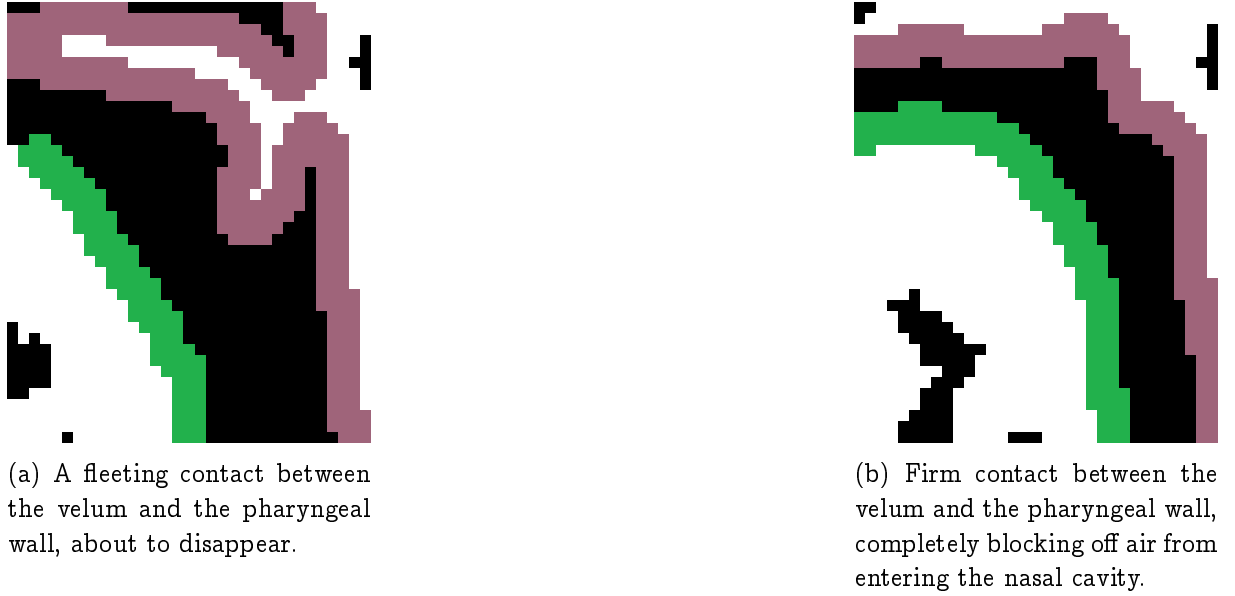 (a) A fleeting contact between
the velum and the pharyngeal
wall, about to disappear.
(b) Firm contact between the
velum and the pharyngeal wall,
completely blocking off air from
entering the nasal cavity.